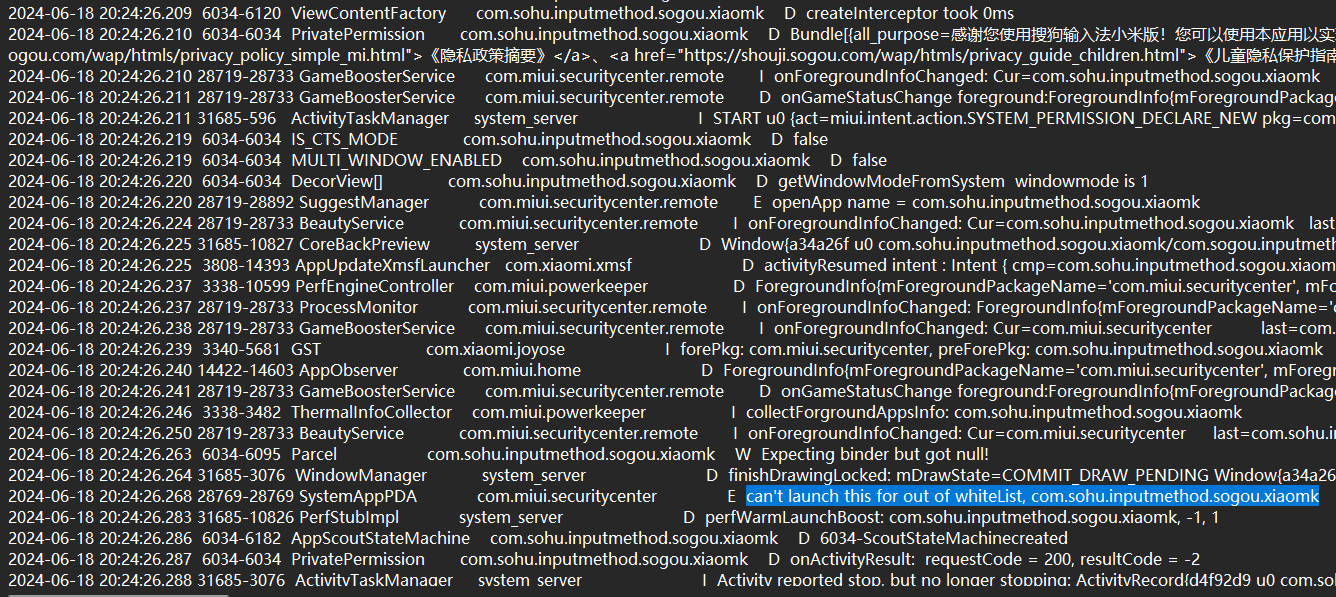 2024-06-18 20:24:26.209 6034-6120 ViewContentFactory com.sohu.inputmethod.sogou.xiaomk D createInterceptor took 0ms
2024-06-18 20:24:26.210 6034-6034 PrivatePermission com.sohu.inputmethod.sogou.xiaomk D Bundle[{all_purpose=感谢您使用搜狗输入法小米版！您可以使用本应用以实
ogou.com/wap/htmls/privacy_policy_simple_mi.html">《隐私政策摘要》</a>、<a href="https://shouji.sogou.com/wap/htmls/privacy_guide_children.html">《儿童隐私保护指南
2024-06-18 20:24:26.210 28719-28733 GameBoosterService com.miui.securitycenter.remote I onForegroundInfoChanged: Cur=com.sohu.inputmethod.sogou.xiaomk
2024-06-18 20:24:26.211 28719-28733 GameBoosterService com.miui.securitycenter.remote D onGameStatusChange foreground:ForegroundInfo{mForegroundPackage
2024-06-18 20:24:26.211 31685-596 ActivityTaskManager system_server I START u0 {act=miui.intent.action.SYSTEM_PERMISSION_DECLARE_NEW pkg=com
2024-06-18 20:24:26.219 6034-6034 IS_CTS_MODE com.sohu.inputmethod.sogou.xiaomk D false
2024-06-18 20:24:26.219 6034-6034 MULTI_WINDOW_ENABLED com.sohu.inputmethod.sogou.xiaomk D false
2024-06-18 20:24:26.220 6034-6034 DecorView[] com.sohu.inputmethod.sogou.xiaomk D getWindowModeFromSystem windowmode is 1
2024-06-18 20:24:26.220 28719-28892 SuggestManager com.miui.securitycenter.remote E openApp name = com.sohu.inputmethod.sogou.xiaomk
2024-06-18 20:24:26.224 28719-28733 BeautyService com.miui.securitycenter.remote I onForegroundInfoChanged: Cur=com.sohu.inputmethod.sogou.xiaomk last
2024-06-18 20:24:26.225 31685-10827 CoreBackPreview system_server D Window{a34a26f u0 com.sohu.inputmethod.sogou.xiaomk/com.sogou.inputmeth
2024-06-18 20:24:26.225 3808-14393 AppUpdateXmsfLauncher com.xiaomi.xmsf D activityResumed intent : Intent { cmp=com.sohu.inputmethod.sogou.xiaom
2024-06-18 20:24:26.237 3338-10599 PerfEngineController com.miui.powerkeeper D ForegroundInfo{mForegroundPackageName='com.miui.securitycenter', mFo
2024-06-18 20:24:26.237 28719-28733 ProcessMonitor com.miui.securitycenter.remote I onForegroundInfoChanged: ForegroundInfo{mForegroundPackageName='c
2024-06-18 20:24:26.238 28719-28733 GameBoosterService com.miui.securitycenter.remote I onForegroundInfoChanged: Cur=com.miui.securitycenter last=com.
2024-06-18 20:24:26.239 3340-5681 GST com.xiaomi.joyose I forePkg: com.miui.securitycenter, preForePkg: com.sohu.inputmethod.sogou.xiaomk
2024-06-18 20:24:26.240 14422-14603 AppObserver com.miui.home D ForegroundInfo{mForegroundPackageName='com.miui.securitycenter', mForegr
2024-06-18 20:24:26.241 28719-28733 GameBoosterService com.miui.securitycenter.remote D onGameStatusChange foreground:ForegroundInfo{mForegroundPackage
2024-06-18 20:24:26.246 3338-3482 ThermalInfoCollector com.miui.powerkeeper I collectForgroundAppsInfo: com.sohu.inputmethod.sogou.xiaomk
2024-06-18 20:24:26.250 28719-28733 BeautyService com.miui.securitycenter.remote I onForegroundInfoChanged: Cur=com.miui.securitycenter last=com.sohu.in
2024-06-18 20:24:26.263 6034-6095 Parcel com.sohu.inputmethod.sogou.xiaomk W Expecting binder but got null!
2024-06-18 20:24:26.264 31685-3076 WindowManager system_server D finishDrawingLocked: mDrawState=COMMIT_DRAW_PENDING Window{a34a26
2024-06-18 20:24:26.268 28769-28769 SystemAppPDA com.miui.securitycenter E can't launch this for out of whiteList, com.sohu.inputmethod.sogou.xiaomk
2024-06-18 20:24:26.283 31685-10826 PerfStubImpl system_server D perfWarmLaunchBoost: com.sohu.inputmethod.sogou.xiaomk, -1, 1
2024-06-18 20:24:26.286 6034-6182 AppScoutStateMachine com.sohu.inputmethod.sogou.xiaomk D 6034-ScoutStateMachinecreated
2024-06-18 20:24:26.287 6034-6034 PrivatePermission com.sohu.inputmethod.sogou.xiaomk D onActivityResult: requestCode = 200, resultCode = -2
2024-06-18 20:24:26.288 31685-3076 ActivityTaskManager system_server I Activity reported stop, but no longer stopping: ActivityRecord{d4f92d9 u0 com.so